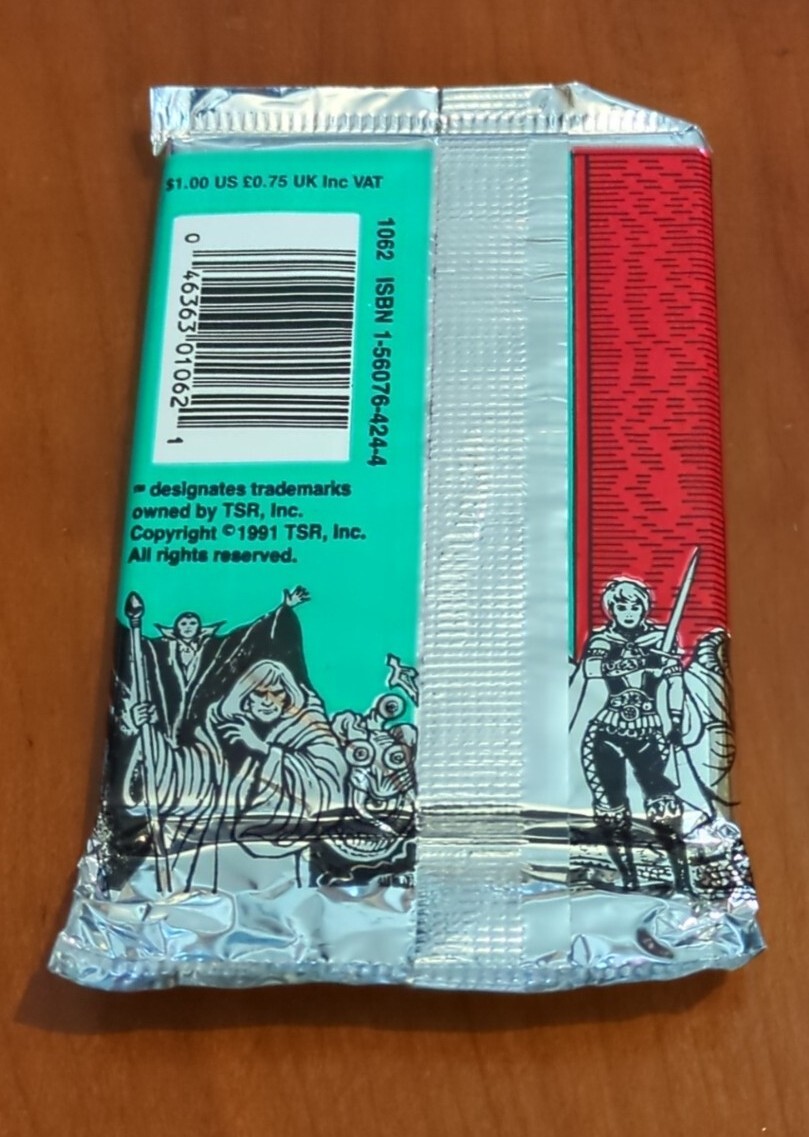 $1.00 US £0.75 UK Inc VAT
1062 ISBN 1-56076-424-4
0 46363 01062 1
™ designates trademarks
owned by TSR, Inc.
Copyright ©1991 TSR, Inc.
All rights reserved.